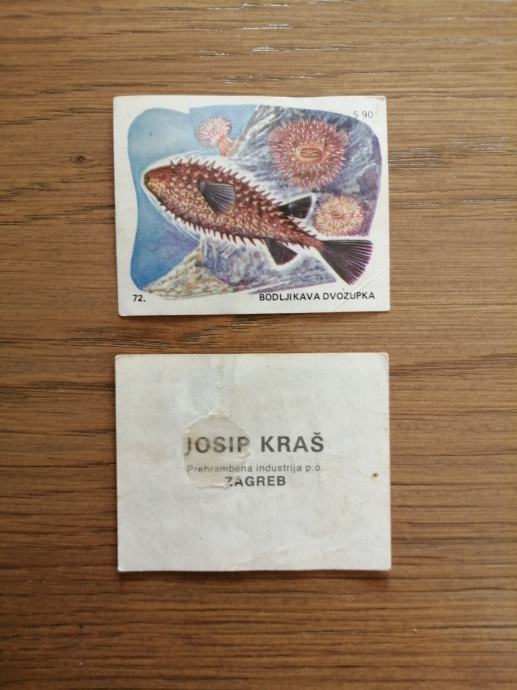 5 90
72.
BODLJIKAVA DVOZUPKA
JOSIP KRAŠ
Prehrambena industrija p.o.
ZAGREB